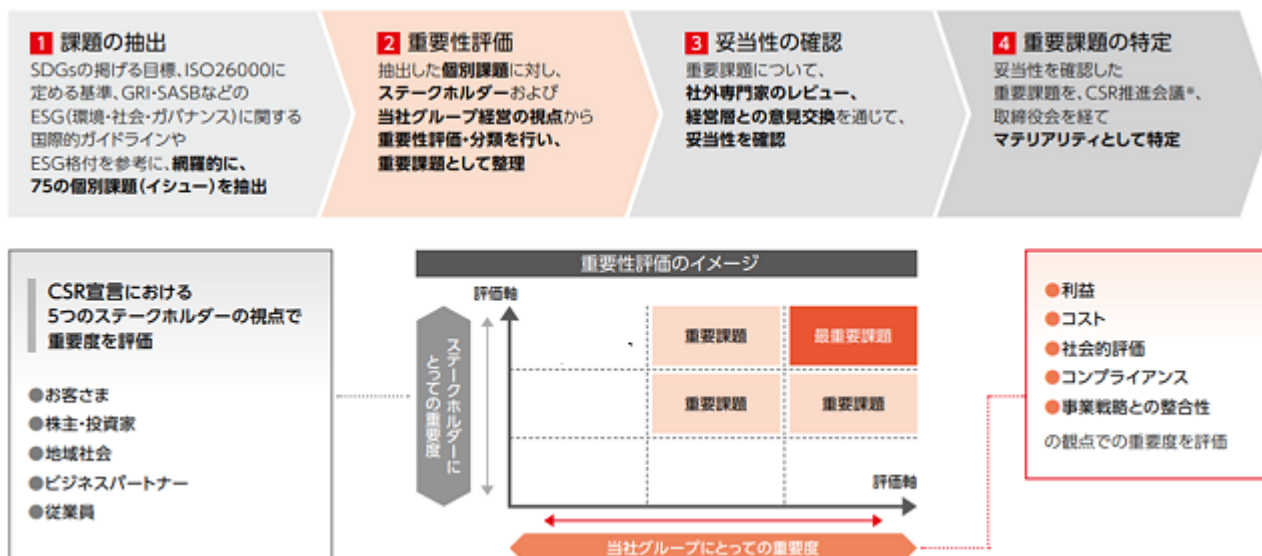 1 課題の抽出
SDGsの掲げる目標、ISO26000に
定める基準、GRI・SASBなどの
ESG(環境・社会・ガバナンス)に関する
国際的ガイドラインや
ESG格付を参考に、網羅的に、
75の個別課題(イシュー)を抽出
2 重要性評価
抽出した個別課題に対し、
ステークホルダーおよび
当社グループ経営の視点から
重要性評価・分類を行い、
重要課題として整理
3 妥当性の確認
重要課題について、
社外専門家のレビュー、
経営層との意見交換を通じて、
妥当性を確認
4 重要課題の特定
妥当性を確認した
重要課題を、CSR推進会議※、
取締役会を経て
マテリアリティとして特定
CSR宣言における
5つのステークホルダーの視点で
重要度を評価
●お客さま
●株主・投資家
●地域社会
●ビジネスパートナー
●従業員
重要性評価のイメージ
評価軸
ステークホルダーに
とっての重要度
重要課題
最重要課題
重要課題
重要課題
評価軸
当社グループにとっての重要度
●利益
●コスト
●社会的評価
●コンプライアンス
●事業戦略との整合性
の観点での重要度を評価